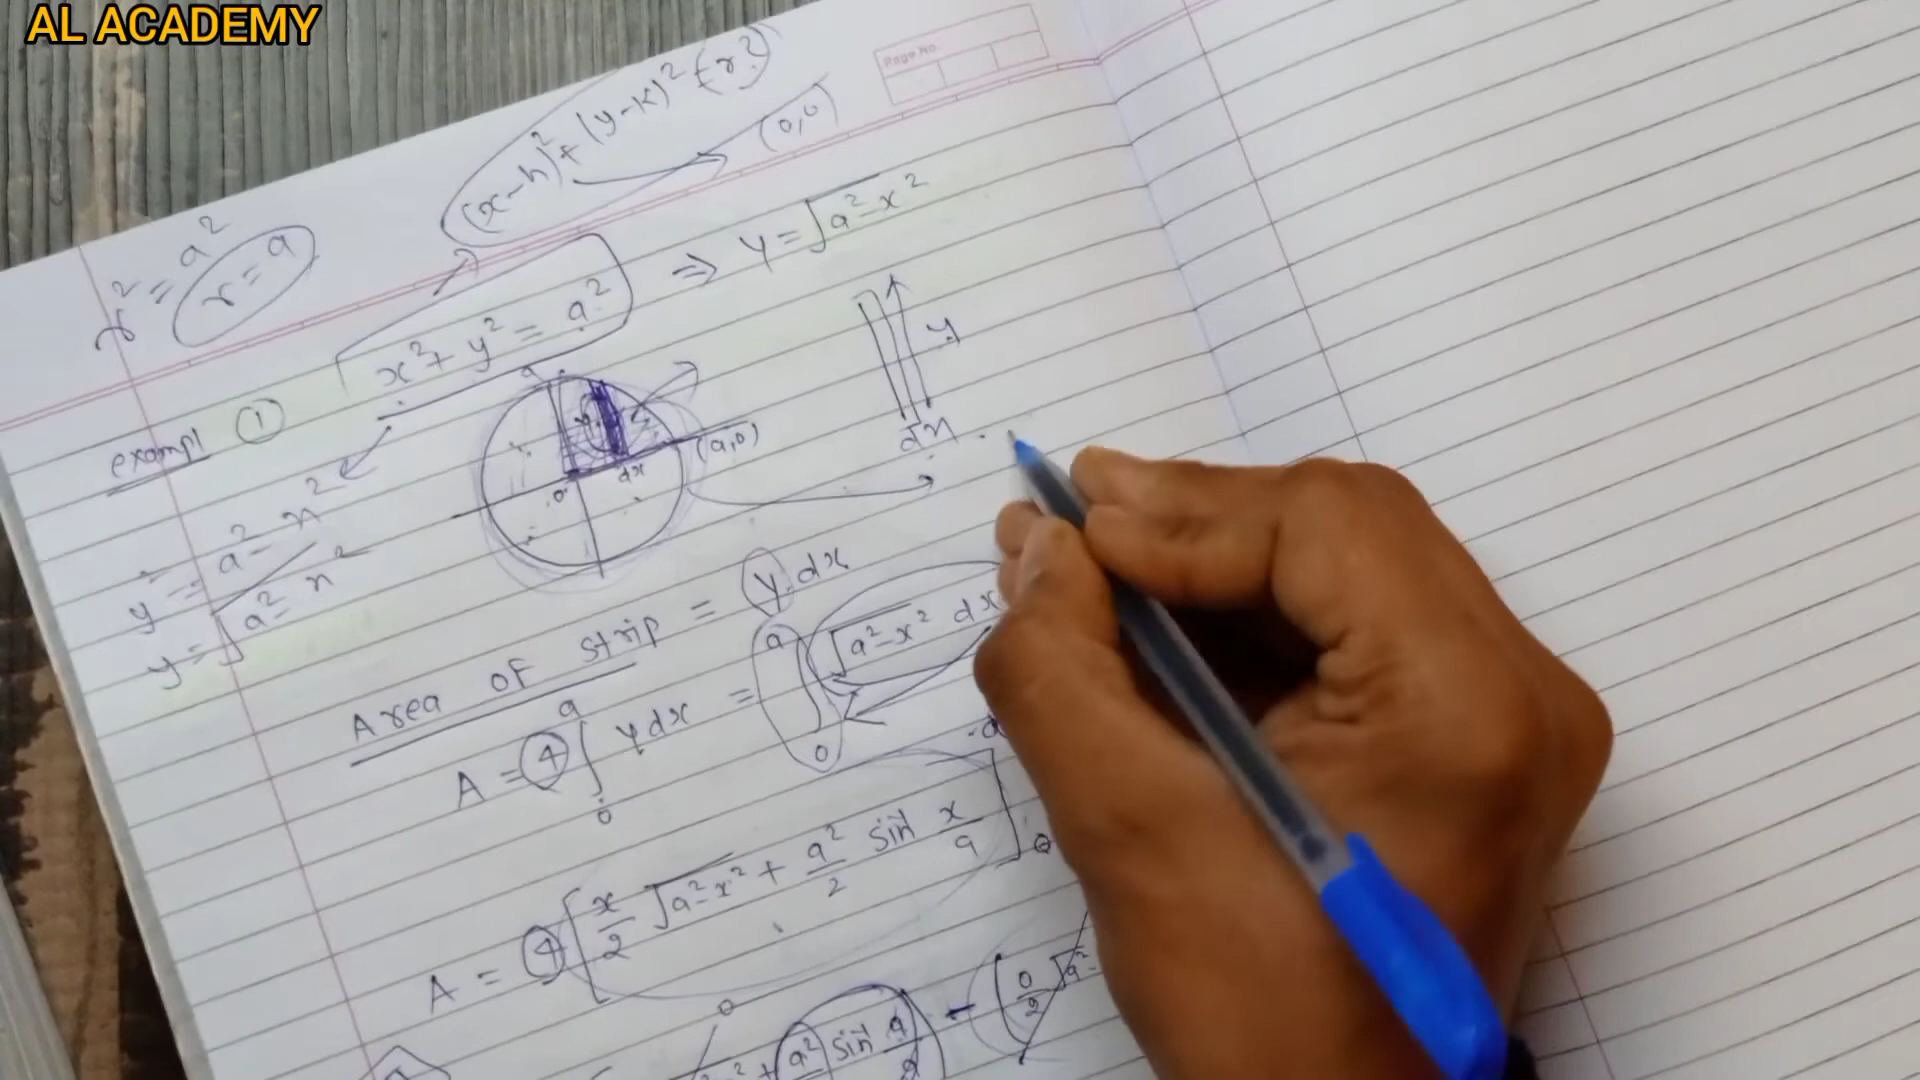 AL ACADEMY
Page No.
(x-h)² + (y-k)² = r²
(0,0)
r² = a²
r = a
x² + y² = a² ⇒ y = √a²-x²
exampl ①
a
y
dx
0
(a,0)
y
dx
y² = a² - x²
y = √a² - x²
Area of strip = y.dx
A = 4 ∫₀ᵃ y dx = ∫₀ᵃ √a²-x² dx
A = 4 [x/2 √a²-x² + a²/2 sin⁻¹ x/a]